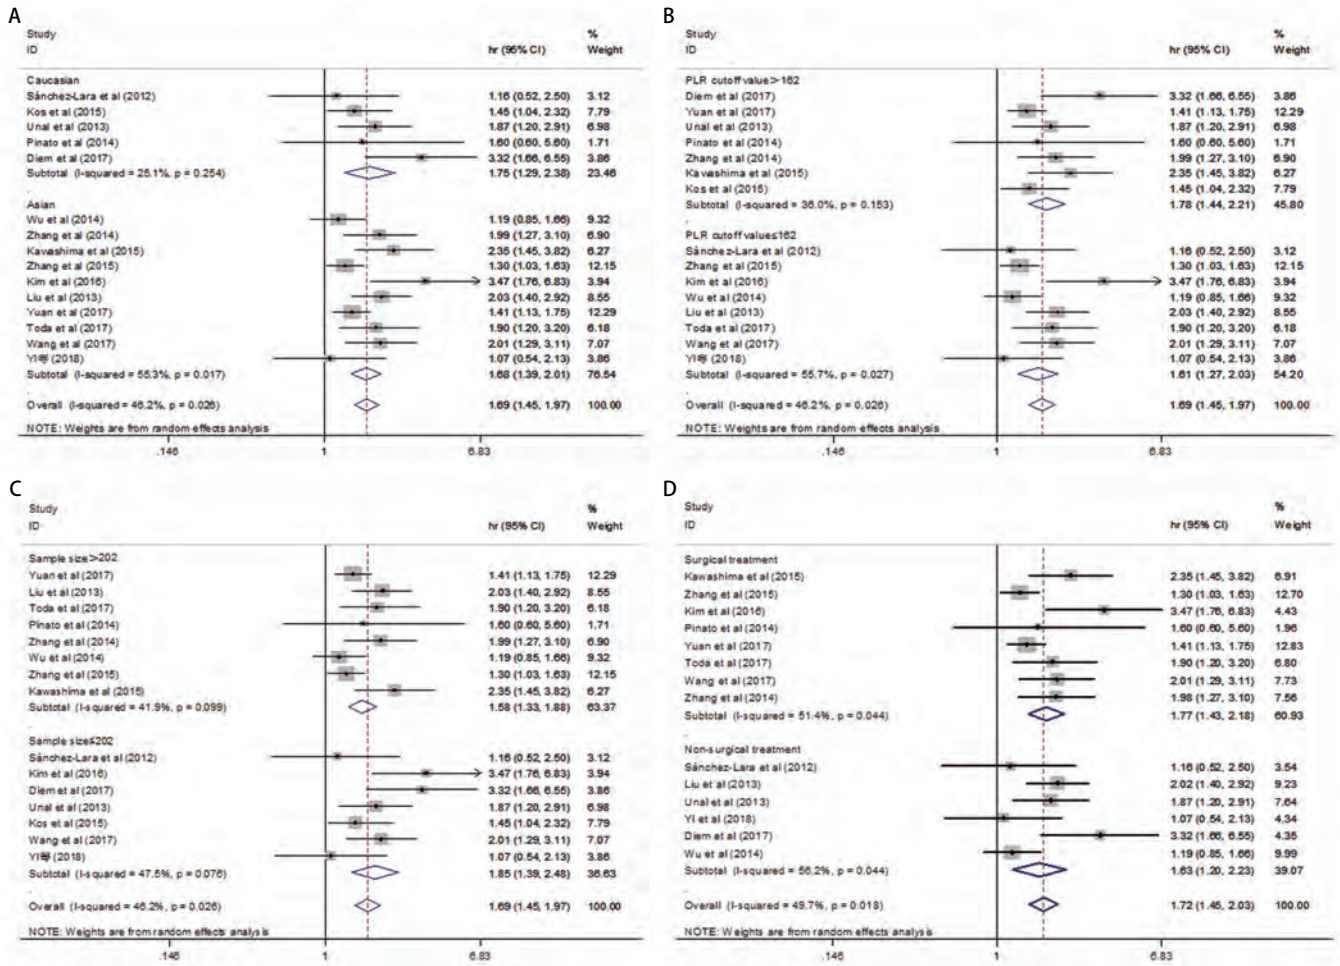 A
Study %
ID hr (95% CI) Weight
Caucasian
Sánchez-Lara et al (2012) 1.16 (0.52, 2.50) 3.12
Kos et al (2015) 1.45 (1.04, 2.32) 7.79
Unal et al (2013) 1.87 (1.20, 2.91) 6.98
Pinato et al (2014) 1.60 (0.60, 5.60) 1.71
Diem et al (2017) 3.32 (1.66, 6.55) 3.86
Subtotal (I-squared = 25.1%, p = 0.254) 1.75 (1.29, 2.38) 23.46
Asian
Wu et al (2014) 1.19 (0.85, 1.66) 9.32
Zhang et al (2014) 1.99 (1.27, 3.10) 6.90
Kawashima et al (2015) 2.35 (1.45, 3.82) 6.27
Zhang et al (2015) 1.30 (1.03, 1.63) 12.15
Kim et al (2016) 3.47 (1.76, 6.83) 3.94
Liu et al (2013) 2.03 (1.40, 2.92) 8.55
Yuan et al (2017) 1.41 (1.13, 1.75) 12.29
Toda et al (2017) 1.90 (1.20, 3.20) 6.18
Wang et al (2017) 2.01 (1.29, 3.11) 7.07
YI等 (2018) 1.07 (0.54, 2.13) 3.86
Subtotal (I-squared = 55.3%, p = 0.017) 1.68 (1.39, 2.01) 76.54
Overall (I-squared = 46.2%, p = 0.026) 1.69 (1.45, 1.97) 100.00
NOTE: Weights are from random effects analysis
.146 1 6.83
B
Study %
ID hr (95% CI) Weight
PLR cutoff value>162
Diem et al (2017) 3.32 (1.66, 6.55) 3.86
Yuan et al (2017) 1.41 (1.13, 1.75) 12.29
Unal et al (2013) 1.87 (1.20, 2.91) 6.98
Pinato et al (2014) 1.60 (0.60, 5.60) 1.71
Zhang et al (2014) 1.99 (1.27, 3.10) 6.90
Kawashima et al (2015) 2.35 (1.45, 3.82) 6.27
Kos et al (2015) 1.45 (1.04, 2.32) 7.79
Subtotal (I-squared = 36.0%, p = 0.153) 1.78 (1.44, 2.21) 45.80
PLR cutoff value≤162
Sánchez-Lara et al (2012) 1.16 (0.52, 2.50) 3.12
Zhang et al (2015) 1.30 (1.03, 1.63) 12.15
Kim et al (2016) 3.47 (1.76, 6.83) 3.94
Wu et al (2014) 1.19 (0.85, 1.66) 9.32
Liu et al (2013) 2.03 (1.40, 2.92) 8.55
Toda et al (2017) 1.90 (1.20, 3.20) 6.18
Wang et al (2017) 2.01 (1.29, 3.11) 7.07
YI等 (2018) 1.07 (0.54, 2.13) 3.86
Subtotal (I-squared = 55.7%, p = 0.027) 1.61 (1.27, 2.03) 54.20
Overall (I-squared = 46.2%, p = 0.026) 1.69 (1.45, 1.97) 100.00
NOTE: Weights are from random effects analysis
.146 1 6.83
C
Study %
ID hr (95% CI) Weight
Sample size>202
Yuan et al (2017) 1.41 (1.13, 1.75) 12.29
Liu et al (2013) 2.03 (1.40, 2.92) 8.55
Toda et al (2017) 1.90 (1.20, 3.20) 6.18
Pinato et al (2014) 1.60 (0.60, 5.60) 1.71
Zhang et al (2014) 1.99 (1.27, 3.10) 6.90
Wu et al (2014) 1.19 (0.85, 1.66) 9.32
Zhang et al (2015) 1.30 (1.03, 1.63) 12.15
Kawashima et al (2015) 2.35 (1.45, 3.82) 6.27
Subtotal (I-squared = 41.9%, p = 0.099) 1.58 (1.33, 1.88) 63.37
Sample size≤202
Sánchez-Lara et al (2012) 1.16 (0.52, 2.50) 3.12
Kim et al (2016) 3.47 (1.76, 6.83) 3.94
Diem et al (2017) 3.32 (1.66, 6.55) 3.86
Unal et al (2013) 1.87 (1.20, 2.91) 6.98
Kos et al (2015) 1.45 (1.04, 2.32) 7.79
Wang et al (2017) 2.01 (1.29, 3.11) 7.07
YI等 (2018) 1.07 (0.54, 2.13) 3.86
Subtotal (I-squared = 47.5%, p = 0.076) 1.85 (1.39, 2.48) 36.63
Overall (I-squared = 46.2%, p = 0.026) 1.69 (1.45, 1.97) 100.00
NOTE: Weights are from random effects analysis
.146 1 6.83
D
Study %
ID hr (95% CI) Weight
Surgical treatment
Kawashima et al (2015) 2.35 (1.45, 3.82) 6.91
Zhang et al (2015) 1.30 (1.03, 1.63) 12.70
Kim et al (2016) 3.47 (1.76, 6.83) 4.43
Pinato et al (2014) 1.60 (0.60, 5.60) 1.96
Yuan et al (2017) 1.41 (1.13, 1.75) 12.83
Toda et al (2017) 1.90 (1.20, 3.20) 6.80
Wang et al (2017) 2.01 (1.29, 3.11) 7.73
Zhang et al (2014) 1.98 (1.27, 3.10) 7.56
Subtotal (I-squared = 51.4%, p = 0.044) 1.77 (1.43, 2.18) 60.93
Non-surgical treatment
Sánchez-Lara et al (2012) 1.16 (0.52, 2.50) 3.54
Liu et al (2013) 2.02 (1.40, 2.92) 9.23
Unal et al (2013) 1.87 (1.20, 2.91) 7.64
YI et al (2018) 1.07 (0.54, 2.13) 4.34
Diem et al (2017) 3.32 (1.66, 6.55) 4.35
Wu et al (2014) 1.19 (0.85, 1.66) 9.99
Subtotal (I-squared = 56.2%, p = 0.044) 1.63 (1.20, 2.23) 39.07
Overall (I-squared = 49.7%, p = 0.018) 1.72 (1.45, 2.03) 100.00
NOTE: Weights are from random effects analysis
.146 1 6.83